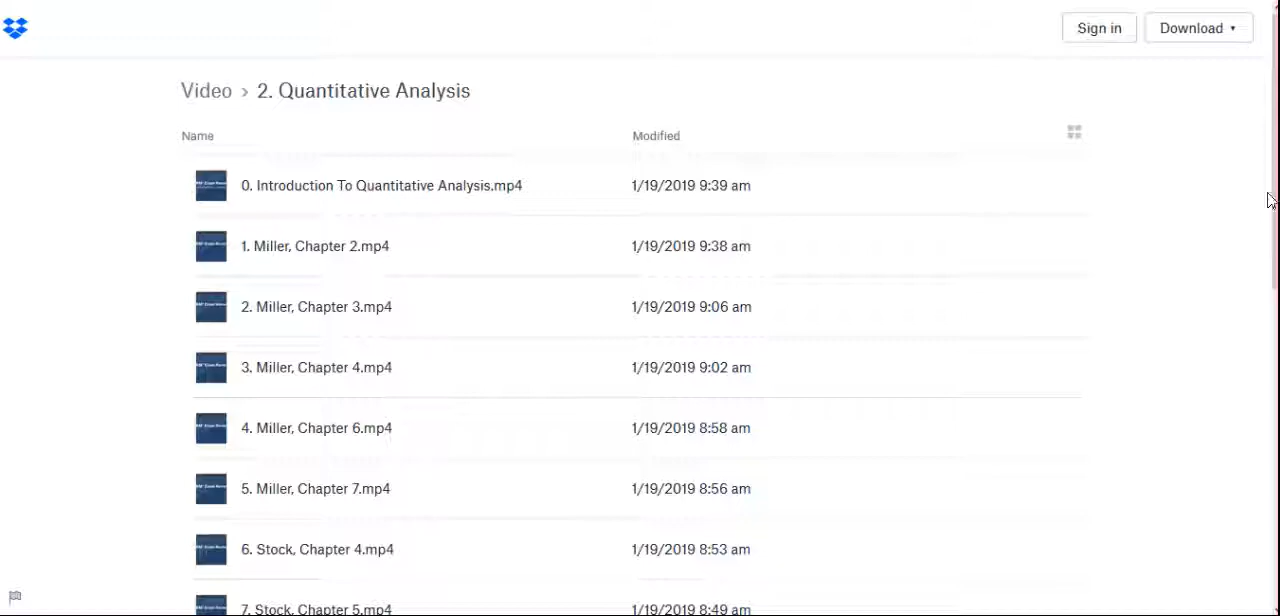 Sign in
Download
Video › 2. Quantitative Analysis
Name Modified
0. Introduction To Quantitative Analysis.mp4 1/19/2019 9:39 am
1. Miller, Chapter 2.mp4 1/19/2019 9:38 am
2. Miller, Chapter 3.mp4 1/19/2019 9:06 am
3. Miller, Chapter 4.mp4 1/19/2019 9:02 am
4. Miller, Chapter 6.mp4 1/19/2019 8:58 am
5. Miller, Chapter 7.mp4 1/19/2019 8:56 am
6. Stock, Chapter 4.mp4 1/19/2019 8:53 am
7. Stock, Chapter 5.mp4 1/19/2019 8:49 am